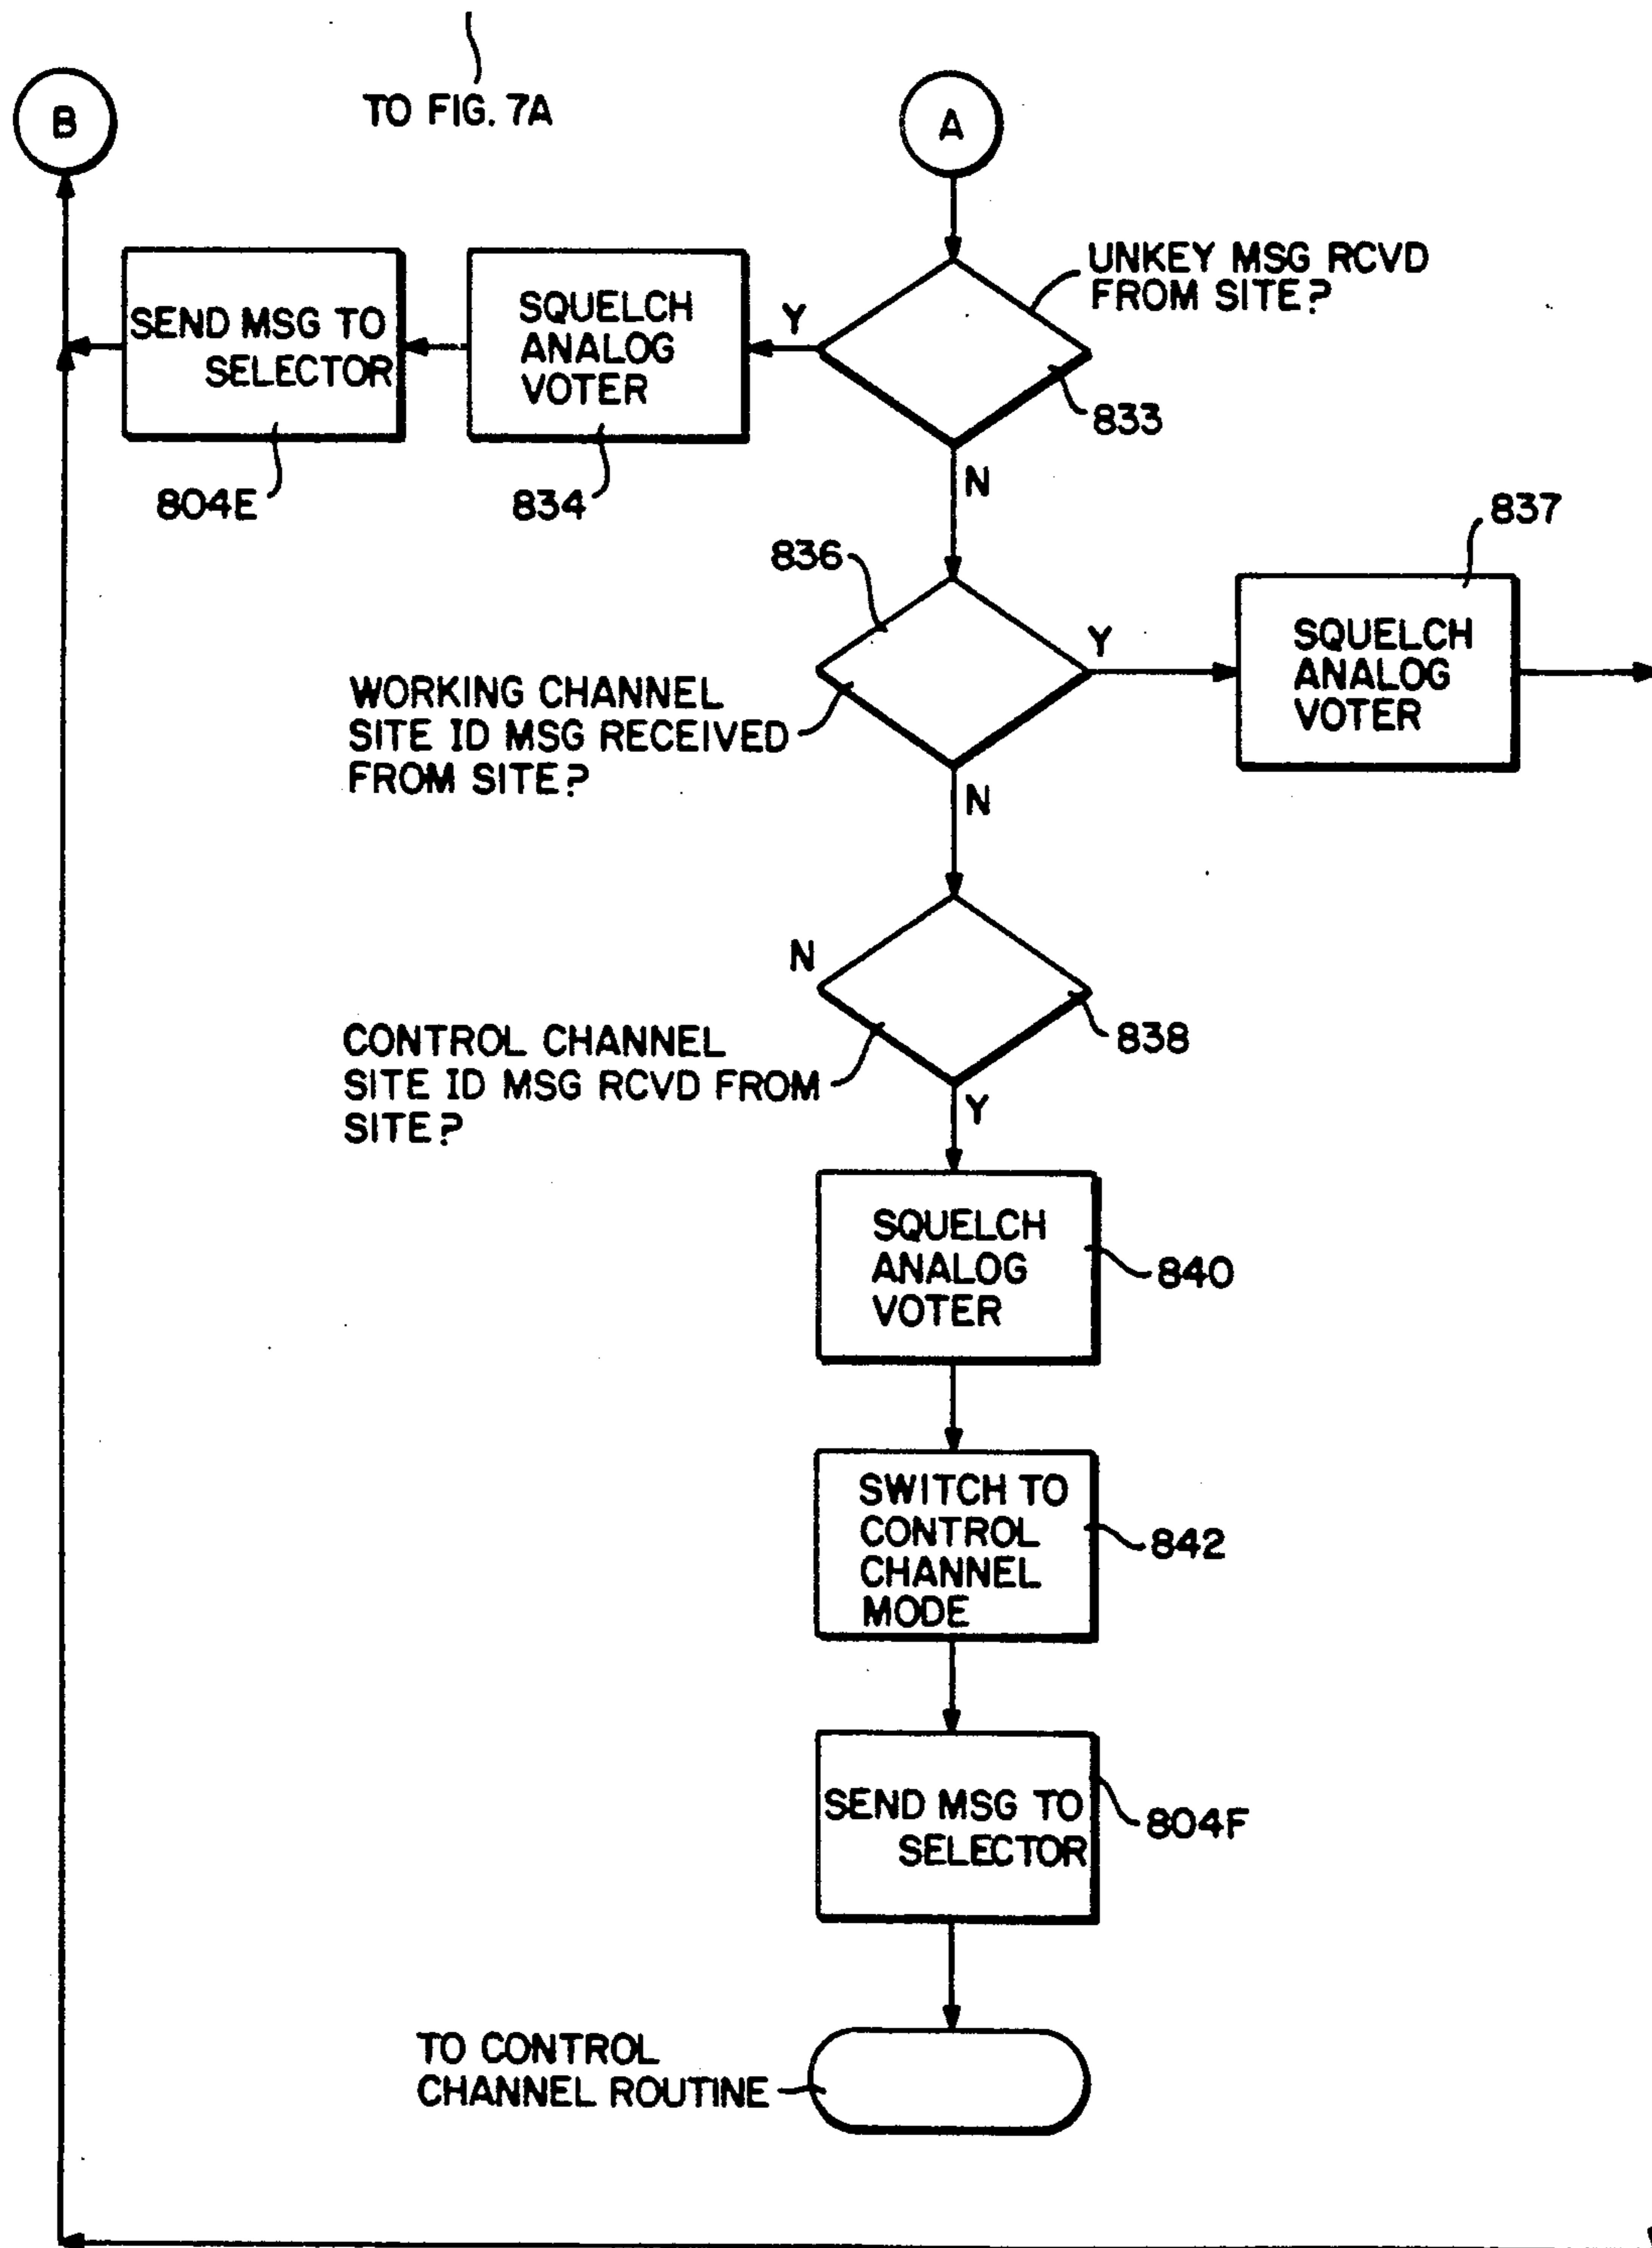 TO FIG. 7A
B
A
UNKEY MSG RCVD
FROM SITE?
833
Y
SQUELCH
ANALOG
VOTER
834
SEND MSG TO
SELECTOR
804E
N
836
WORKING CHANNEL
SITE ID MSG RECEIVED
FROM SITE?
Y
837
SQUELCH
ANALOG
VOTER
N
N
838
CONTROL CHANNEL
SITE ID MSG RCVD FROM
SITE?
Y
SQUELCH
ANALOG
VOTER
840
SWITCH TO
CONTROL
CHANNEL
MODE
842
SEND MSG TO
SELECTOR
804F
TO CONTROL
CHANNEL ROUTINE